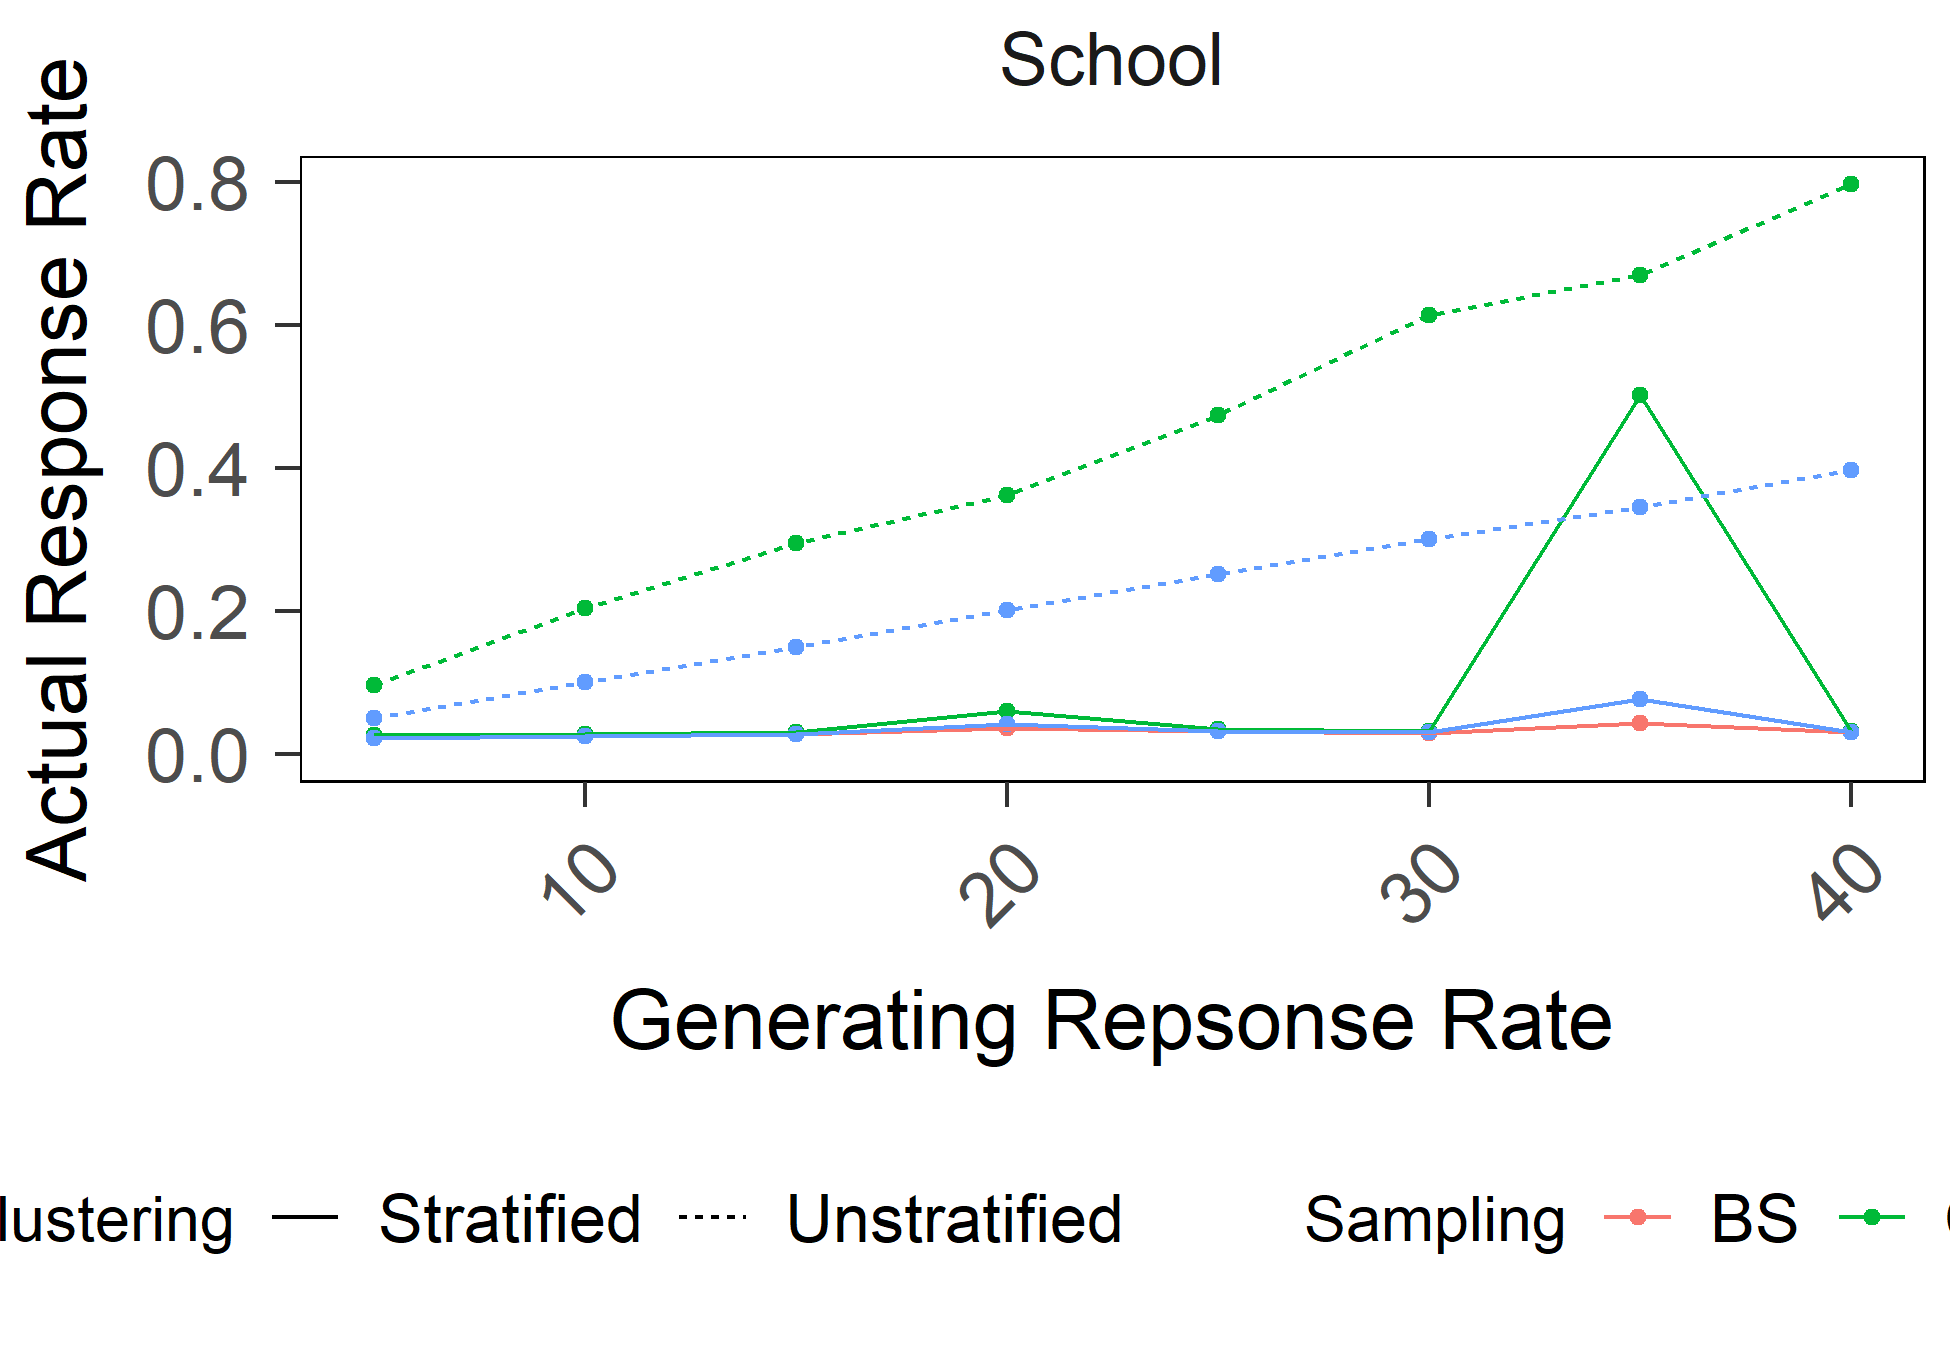 School
Actual Response Rate
0.8
0.6
0.4
0.2
0.0
10 20 30 40
Generating Repsonse Rate
lustering Stratified Unstratified Sampling BS